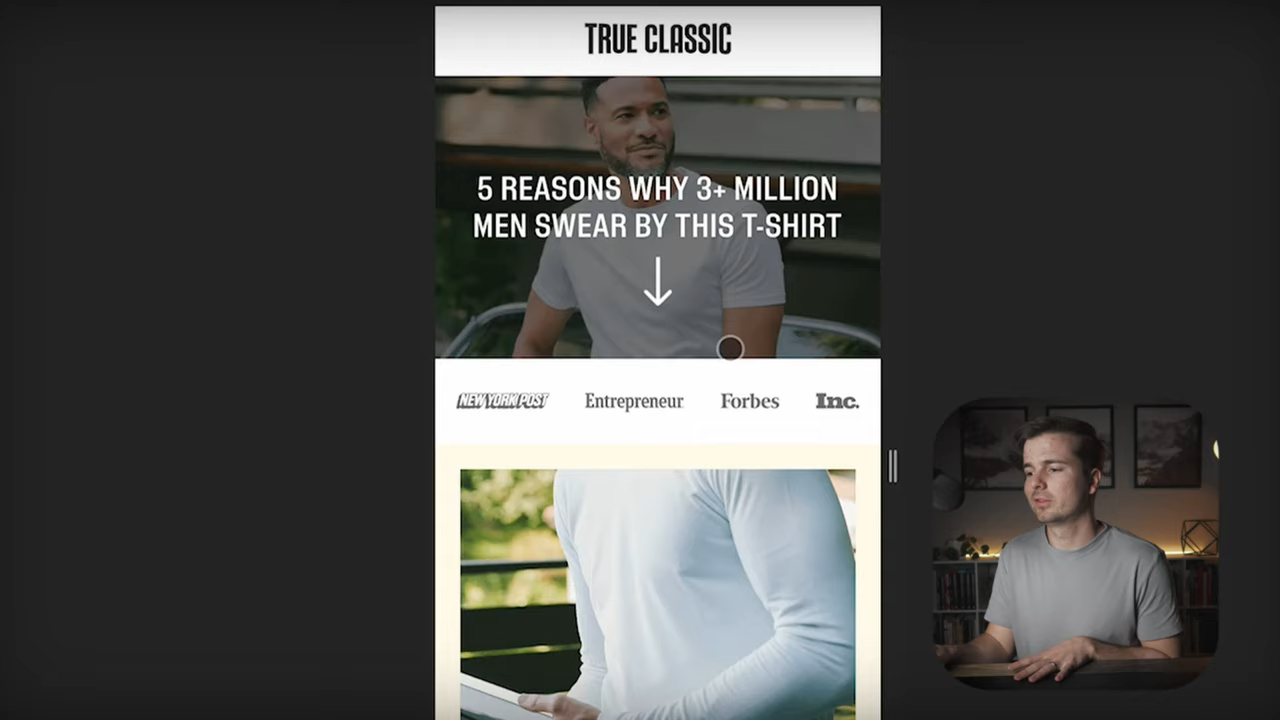 TRUE CLASSIC
5 REASONS WHY 3+ MILLION
MEN SWEAR BY THIS T-SHIRT
NEW YORK POST
Entrepreneur
Forbes
Inc.